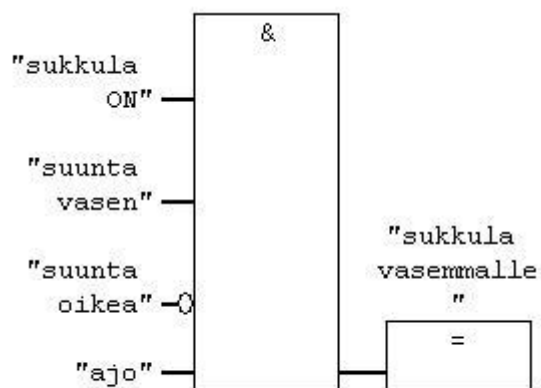 &
"sukkula
ON"
"suunta
vasen"
"suunta
oikea"
"ajo"
"sukkula
vasemmalle
"
=